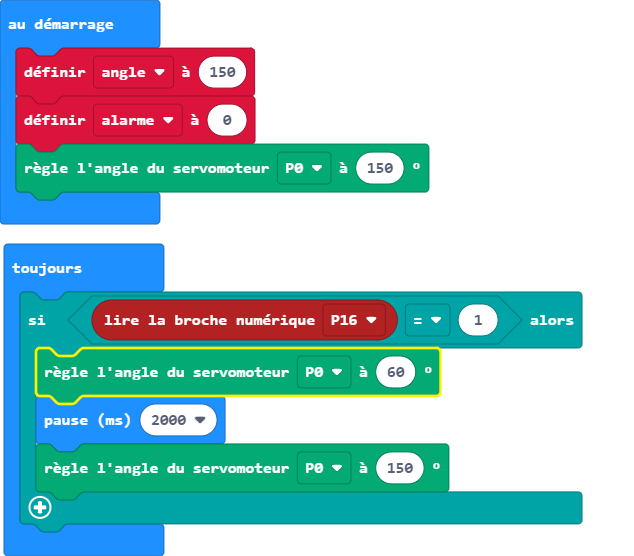 au démarrage
définir angle à 150
définir alarme à 0
règle l'angle du servomoteur P0 à 150 °
toujours
si lire la broche numérique P16 = 1 alors
règle l'angle du servomoteur P0 à 60 °
pause (ms) 2000
règle l'angle du servomoteur P0 à 150 °